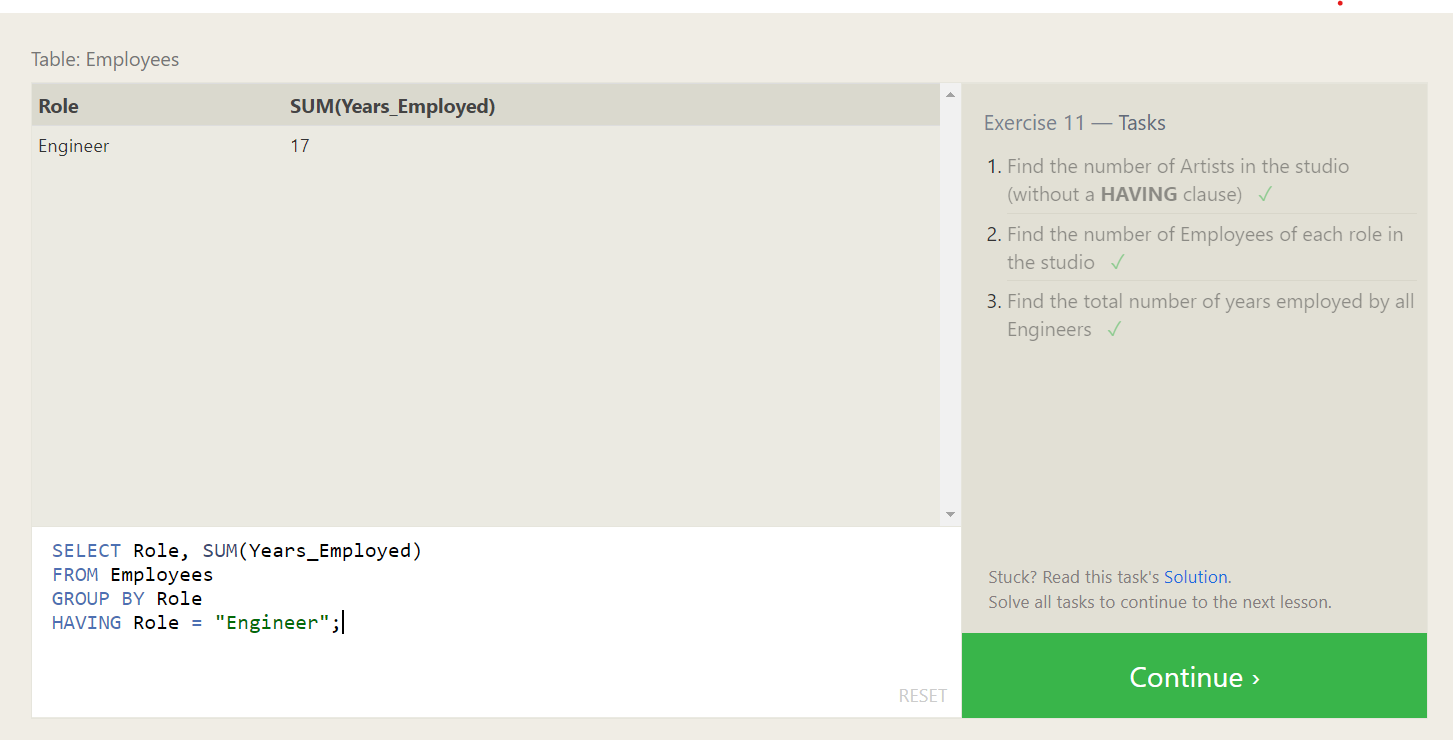 Table: Employees
Role SUM(Years_Employed)
Engineer 17
SELECT Role, SUM(Years_Employed)
FROM Employees
GROUP BY Role
HAVING Role = "Engineer";
RESET
Exercise 11 — Tasks
1. Find the number of Artists in the studio
(without a HAVING clause) ✓
2. Find the number of Employees of each role in
the studio ✓
3. Find the total number of years employed by all
Engineers ✓
Stuck? Read this task's Solution.
Solve all tasks to continue to the next lesson.
Continue ›